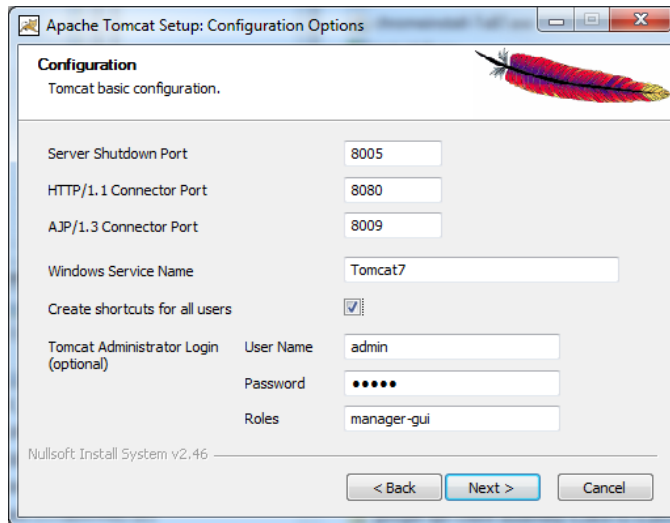 Apache Tomcat Setup: Configuration Options
Configuration
Tomcat basic configuration.
Server Shutdown Port 8005
HTTP/1.1 Connector Port 8080
AJP/1.3 Connector Port 8009
Windows Service Name Tomcat7
Create shortcuts for all users
Tomcat Administrator Login User Name admin
(optional)
Password •••••
Roles manager-gui
Nullsoft Install System v2.46
< Back Next > Cancel